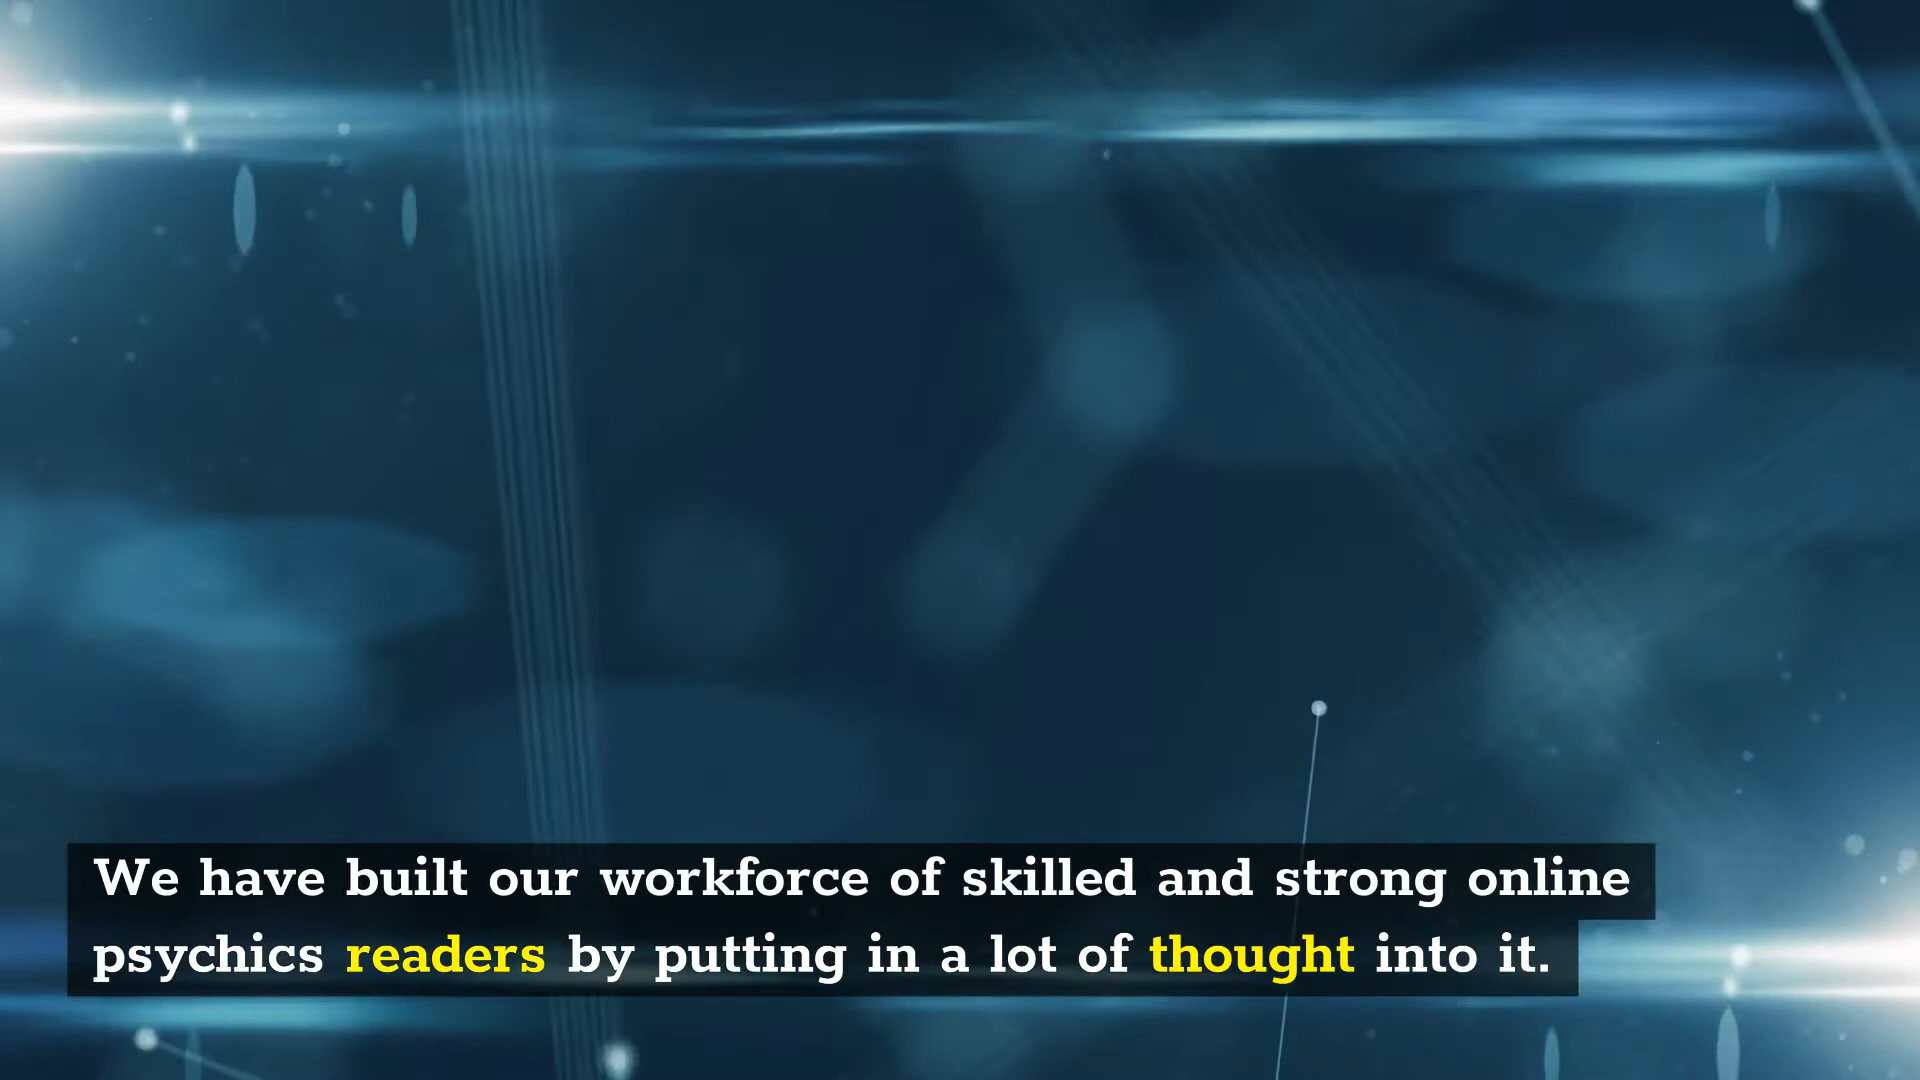 We have built our workforce of skilled and strong online
psychics readers by putting in a lot of thought into it.